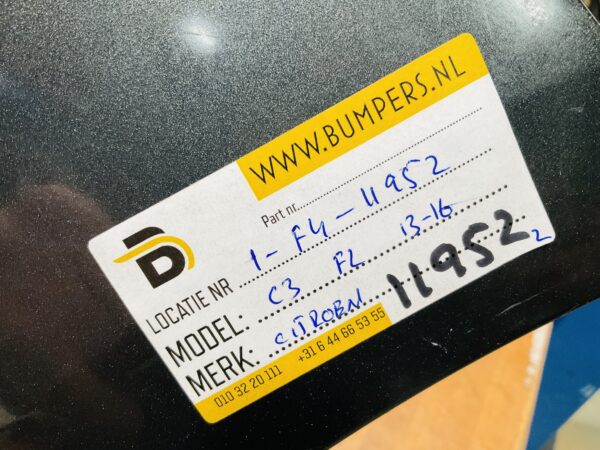 WWW.BUMPERS.NL
Part nr.
B
LOCATIE NR 1-F4-11952
MODEL: C3 FL 13-16
MERK: CITROEN 11952 2
010 32 20 111 +31 6 44 66 53 55